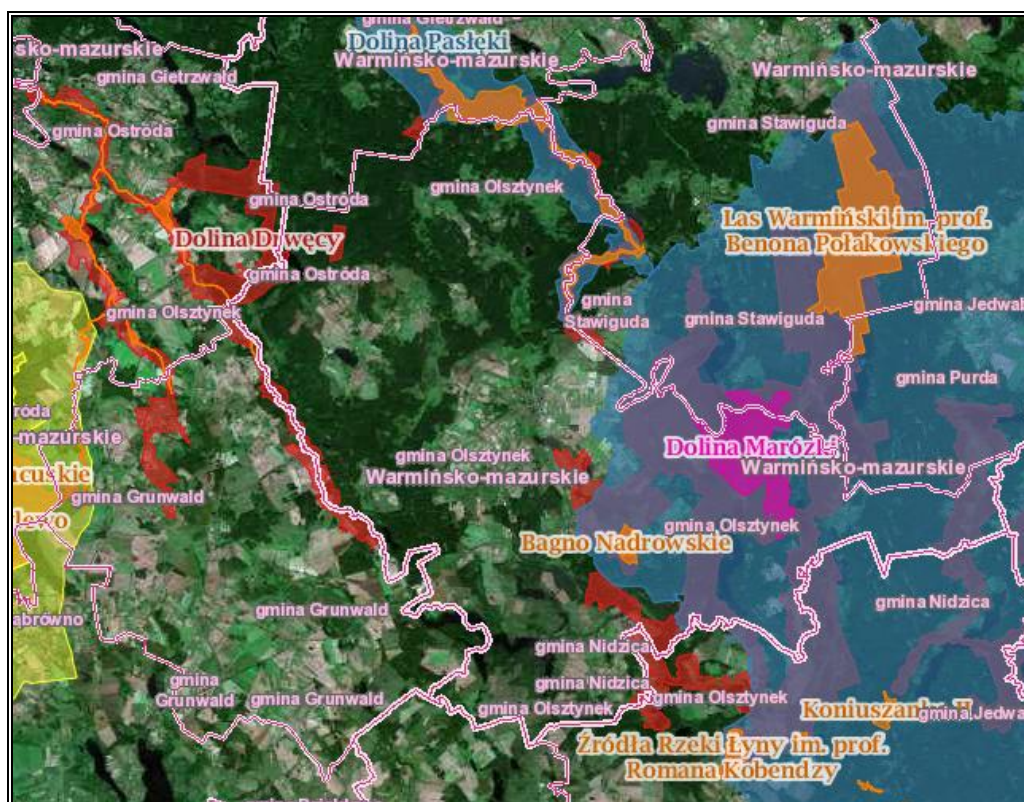 gmina Gietrzwałd
sko-mazurskie
Dolina Pasłęki
Warmińsko-mazurskie
Warmińsko-mazurskie
gmina Gietrzwałd
gmina Ostróda
gmina Stawiguda
gmina Olsztynek
gmina Ostróda
Las Warmiński im. prof.
Benona Połakowskiego
Dolina Drwęcy
gmina Ostróda
gmina
Stawiguda
gmina Olsztynek
gmina Stawiguda
gmina Jedwa
gmina Purda
róda
-mazurskie
Dolina Marózki
gmina Olsztynek
Warmińsko-mazurskie
Warmińsko-mazurskie
cuskie
gmina Grunwald
lewo
gmina Olsztynek
Bagno Nadrowskie
gmina Nidzica
ąbrówno
gmina Grunwald
gmina Nidzica
gmina
Grunwald
gmina Grunwald
gmina Nidzica
gmina Olsztynek
gmina Olsztynek
gmina Jedwa
Źródła Rzeki Łyny im. prof.
Romana Kobendzy